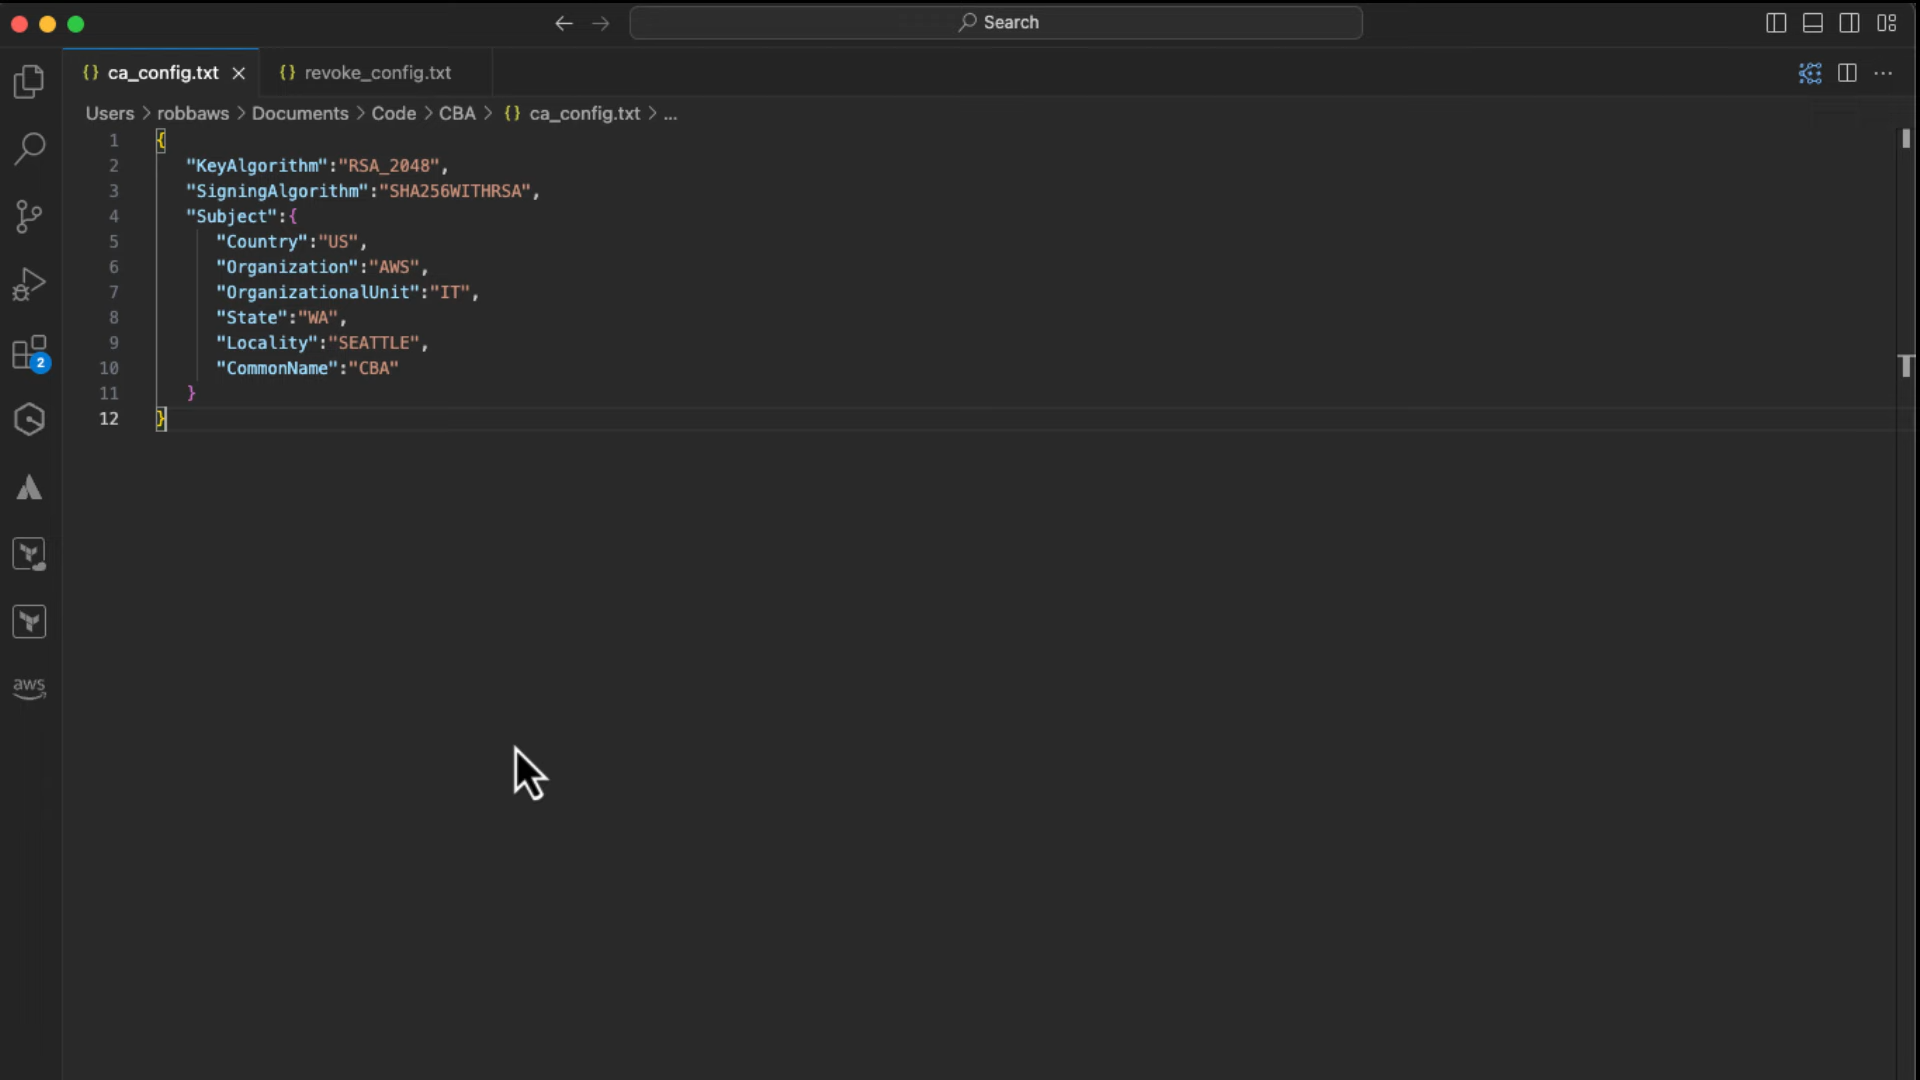 Search
{} ca_config.txt
{} revoke_config.txt
Users > robbaws > Documents > Code > CBA > {} ca_config.txt > ...
1 {
2 "KeyAlgorithm":"RSA_2048",
3 "SigningAlgorithm":"SHA256WITHRSA",
4 "Subject":{
5 "Country":"US",
6 "Organization":"AWS",
7 "OrganizationalUnit":"IT",
8 "State":"WA",
9 "Locality":"SEATTLE",
10 "CommonName":"CBA"
11 }
12 }
2
aws